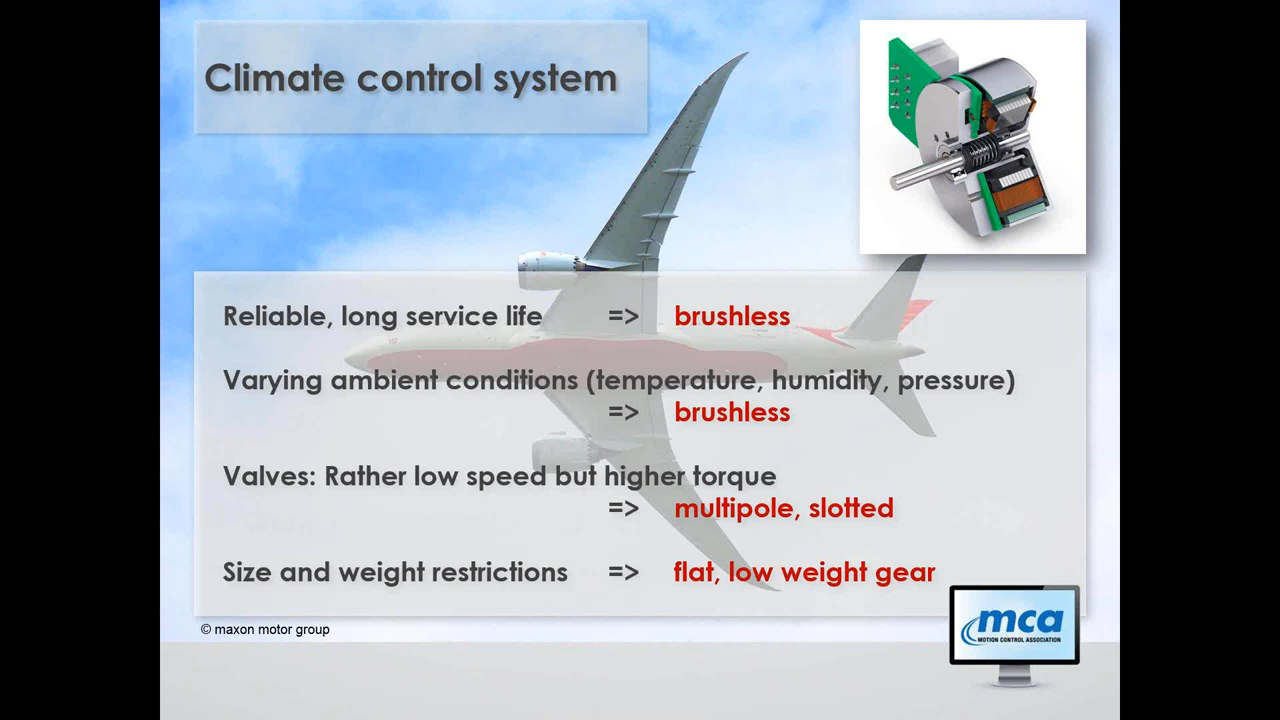 Climate control system
Reliable, long service life => brushless
Varying ambient conditions (temperature, humidity, pressure)
=> brushless
Valves: Rather low speed but higher torque
=> multipole, slotted
Size and weight restrictions => flat, low weight gear
© maxon motor group
mca
MOTION CONTROL ASSOCIATION